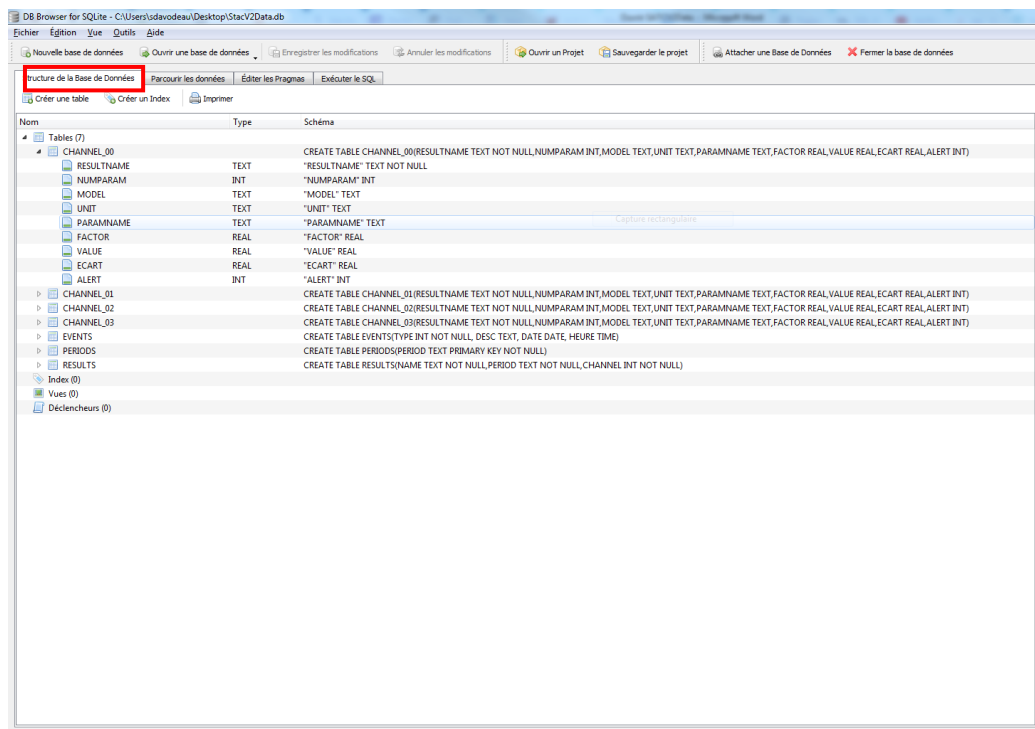 DB Browser for SQLite - C:\Users\sdavodeau\Desktop\StacV2Data.db
Fichier Édition Vue Outils Aide
Nouvelle base de données Ouvrir une base de données Enregistrer les modifications Annuler les modifications Ouvrir un Projet Sauvegarder le projet Attacher une Base de Données Fermer la base de données
tructure de la Base de Données Parcourir les données Éditer les Pragmas Exécuter le SQL
Créer une table Créer un Index Imprimer
Nom Type Schéma
Tables (7)
CHANNEL_00 CREATE TABLE CHANNEL_00(RESULTNAME TEXT NOT NULL,NUMPARAM INT,MODEL TEXT,UNIT TEXT,PARAMNAME TEXT,FACTOR REAL,VALUE REAL,ECART REAL,ALERT INT)
RESULTNAME TEXT "RESULTNAME" TEXT NOT NULL
NUMPARAM INT "NUMPARAM" INT
MODEL TEXT "MODEL" TEXT
UNIT TEXT "UNIT" TEXT
PARAMNAME TEXT "PARAMNAME" TEXT Capture rectangulaire
FACTOR REAL "FACTOR" REAL
VALUE REAL "VALUE" REAL
ECART REAL "ECART" REAL
ALERT INT "ALERT" INT
CHANNEL_01 CREATE TABLE CHANNEL_01(RESULTNAME TEXT NOT NULL,NUMPARAM INT,MODEL TEXT,UNIT TEXT,PARAMNAME TEXT,FACTOR REAL,VALUE REAL,ECART REAL,ALERT INT)
CHANNEL_02 CREATE TABLE CHANNEL_02(RESULTNAME TEXT NOT NULL,NUMPARAM INT,MODEL TEXT,UNIT TEXT,PARAMNAME TEXT,FACTOR REAL,VALUE REAL,ECART REAL,ALERT INT)
CHANNEL_03 CREATE TABLE CHANNEL_03(RESULTNAME TEXT NOT NULL,NUMPARAM INT,MODEL TEXT,UNIT TEXT,PARAMNAME TEXT,FACTOR REAL,VALUE REAL,ECART REAL,ALERT INT)
EVENTS CREATE TABLE EVENTS(TYPE INT NOT NULL, DESC TEXT, DATE DATE, HEURE TIME)
PERIODS CREATE TABLE PERIODS(PERIOD TEXT PRIMARY KEY NOT NULL)
RESULTS CREATE TABLE RESULTS(NAME TEXT NOT NULL,PERIOD TEXT NOT NULL,CHANNEL INT NOT NULL)
Index (0)
Vues (0)
Déclencheurs (0)